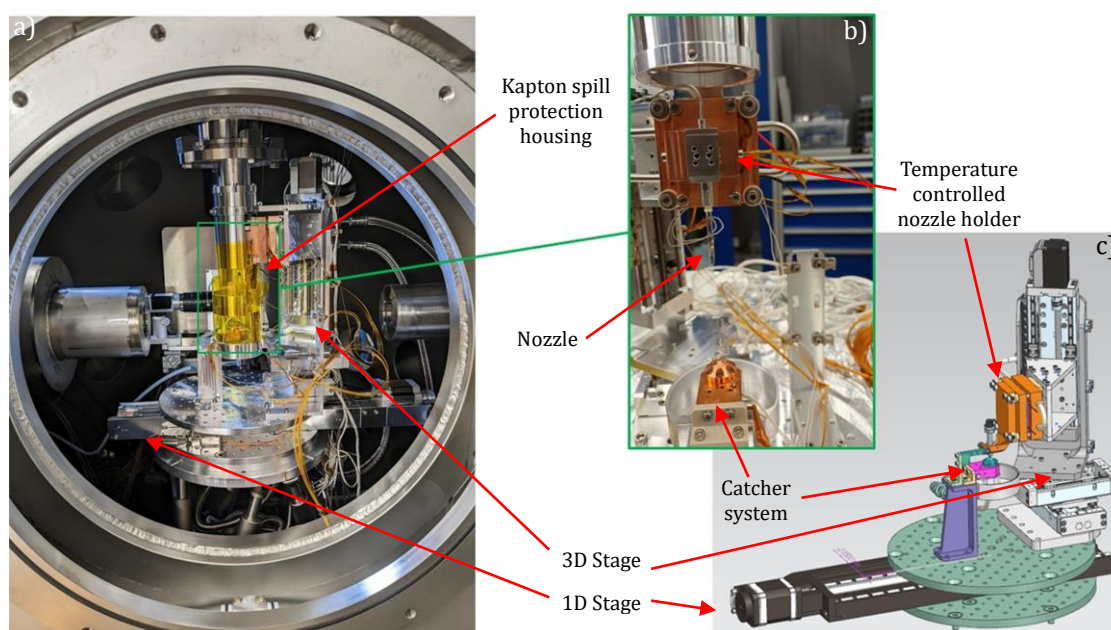 a)
Kapton spill
protection
housing
b)
Temperature
controlled
nozzle holder
c)
Nozzle
Catcher
system
3D Stage
1D Stage